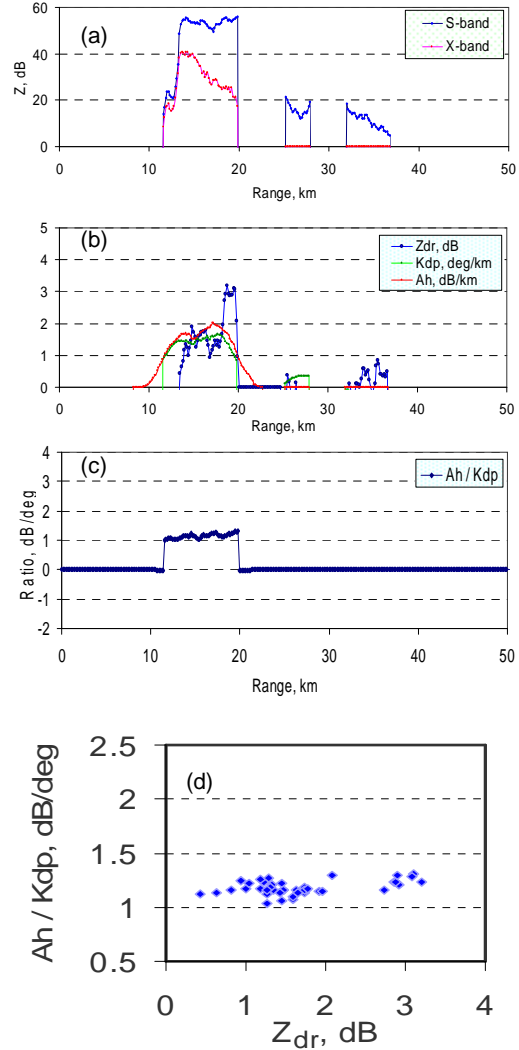 (a)
S-band
X-band
Z, dB
60
40
20
0
0 10 20 30 40 50
Range, km
(b)
Zdr, dB
Kdp, deg/km
Ah, dB/km
5
4
3
2
1
0
0 10 20 30 40 50
Range, km
(c)
Ah / Kdp
Ratio, dB/deg
4
3
2
1
0
-1
-2
0 10 20 30 40 50
Range, km
(d)
Ah / Kdp, dB/deg
2.5
2
1.5
1
0.5
0 1 2 3 4
Zdr, dB